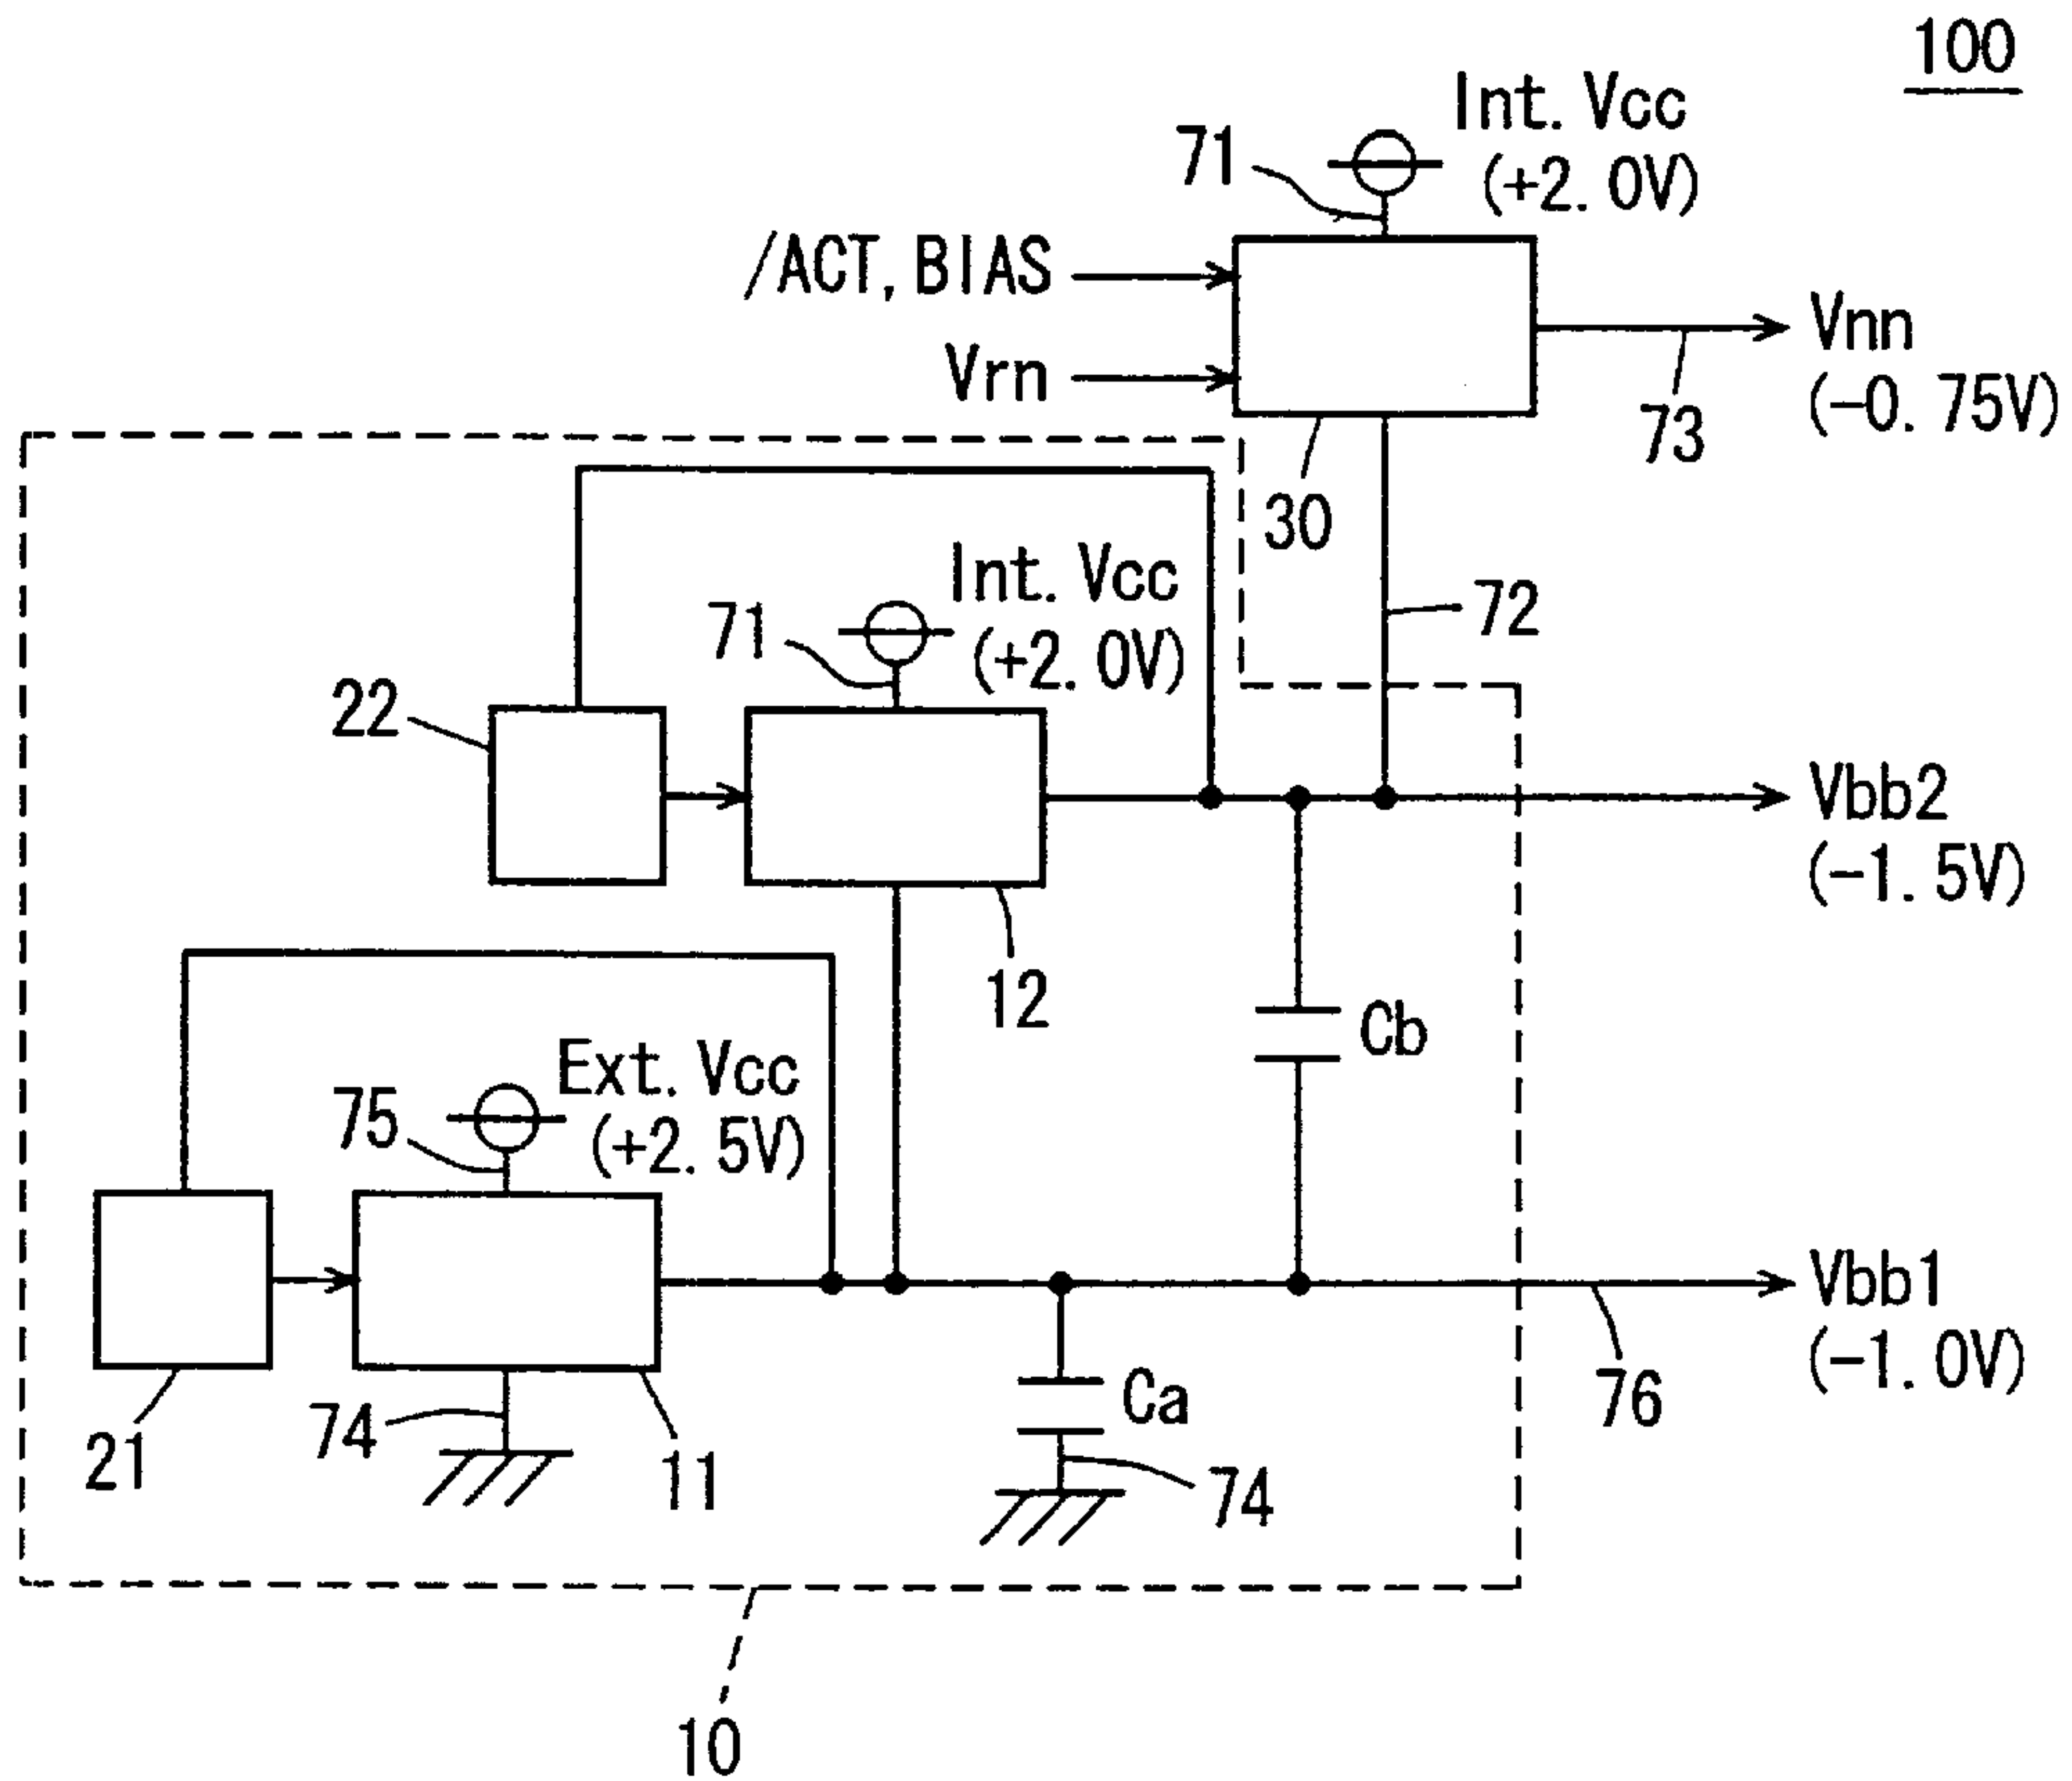 100
Int. Vcc
(+2. 0V)
71
/ACT, BIAS
Vrn
Vnn
(−0. 75V)
73
30
72
Int. Vcc
(+2. 0V)
71
22
Vbb2
(−1. 5V)
12
Cb
Ext. Vcc
(+2. 5V)
75
Vbb1
(−1. 0V)
76
Ca
74
21
74
11
10